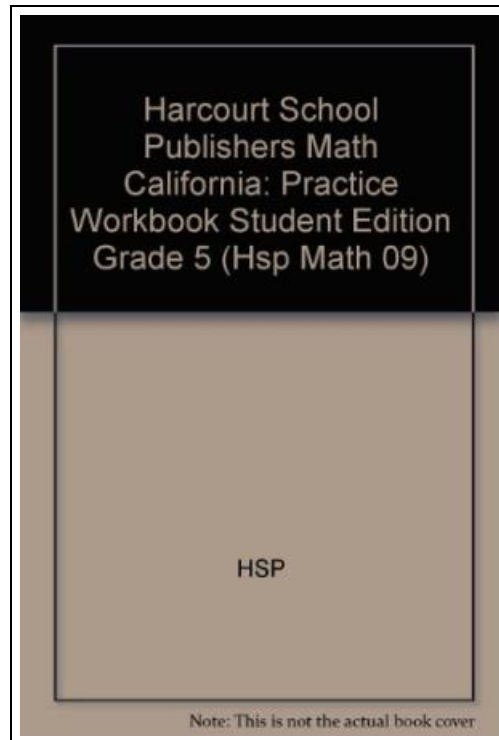 Harcourt School
Publishers Math
California: Practice
Workbook Student Edition
Grade 5 (Hsp Math 09)
HSP
Note: This is not the actual book cover